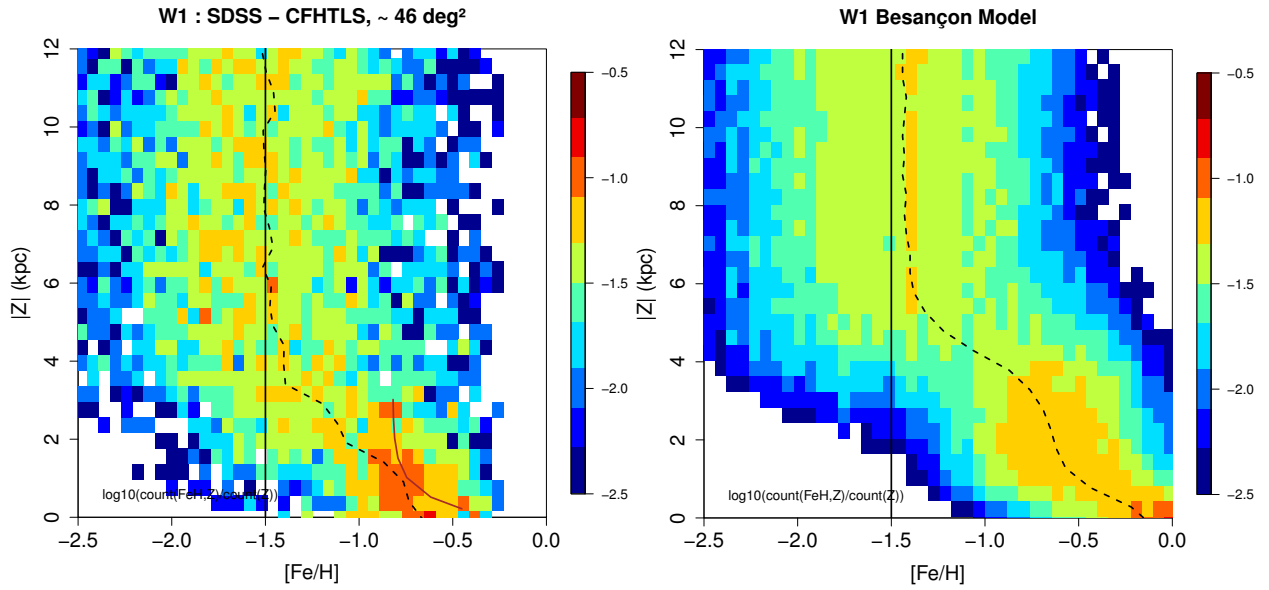 W1 : SDSS − CFHTLS, ~ 46 deg²
12
10
8
6
4
2
0
|Z| (kpc)
log10(count(FeH,Z)/count(Z))
−2.5 −2.0 −1.5 −1.0 −0.5 0.0
[Fe/H]
−0.5
−1.0
−1.5
−2.0
−2.5
W1 Besançon Model
12
10
8
6
4
2
0
|Z| (kpc)
log10(count(FeH,Z)/count(Z))
−2.5 −2.0 −1.5 −1.0 −0.5 0.0
[Fe/H]
−0.5
−1.0
−1.5
−2.0
−2.5